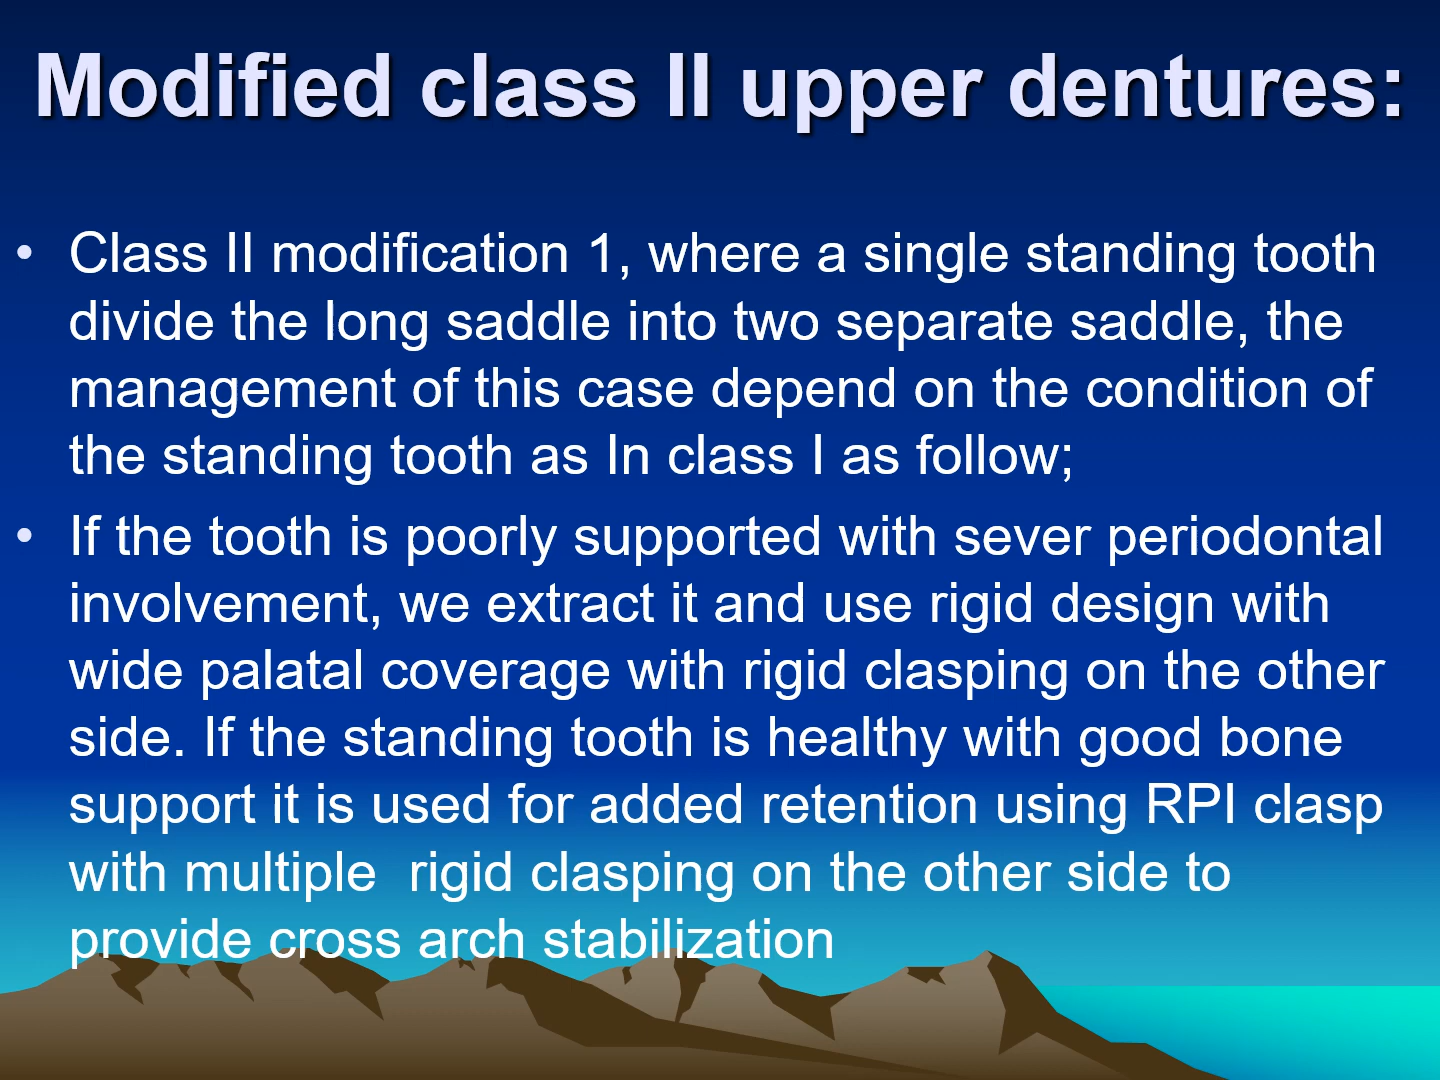 Modified class II upper dentures:
• Class II modification 1, where a single standing tooth
divide the long saddle into two separate saddle, the
management of this case depend on the condition of
the standing tooth as In class I as follow;
• If the tooth is poorly supported with sever periodontal
involvement, we extract it and use rigid design with
wide palatal coverage with rigid clasping on the other
side. If the standing tooth is healthy with good bone
support it is used for added retention using RPI clasp
with multiple  rigid clasping on the other side to
provide cross arch stabilization